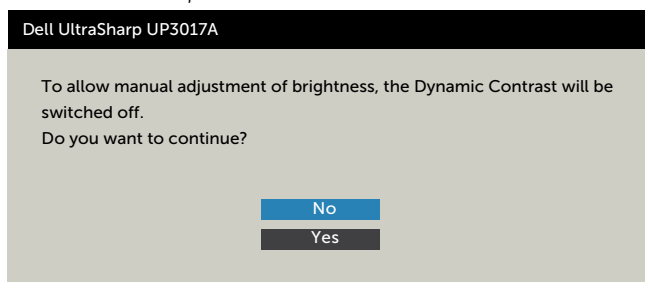 Dell UltraSharp UP3017A
To allow manual adjustment of brightness, the Dynamic Contrast will be
switched off.
Do you want to continue?
No
Yes